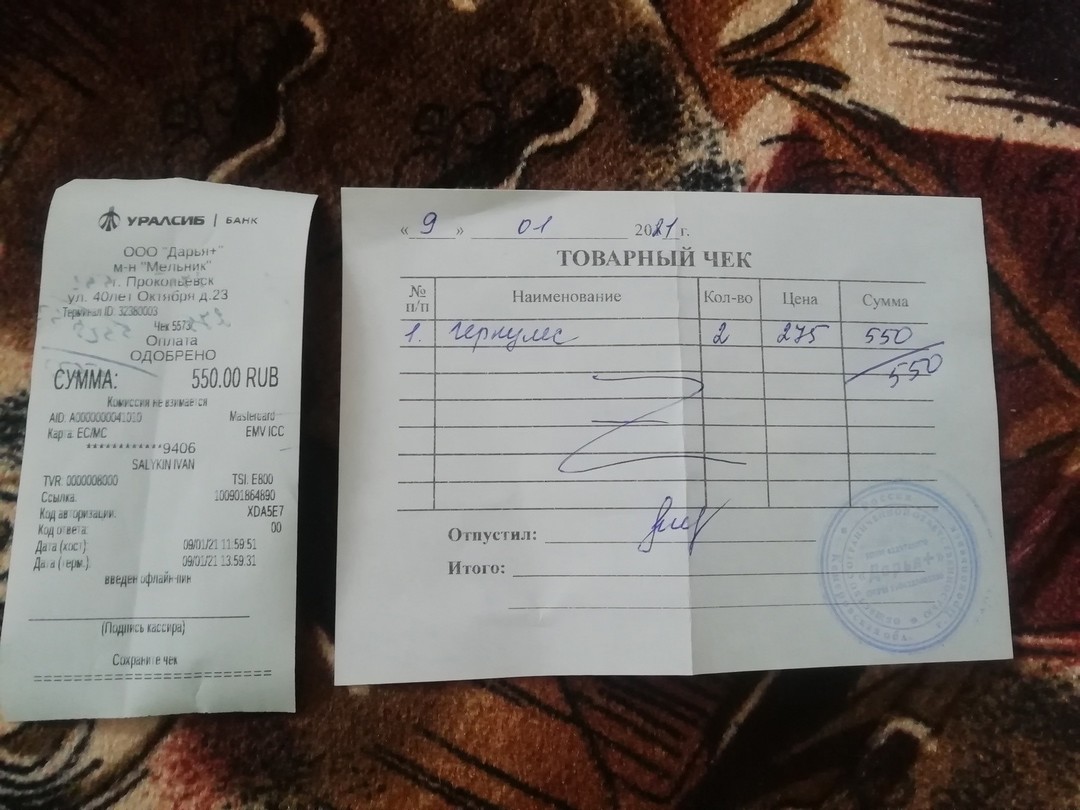 УРАЛСИБ | БАНК
ООО "Дарья+"
м-н "Мельник"
г. Прокопьевск
ул. 40лет Октября д.23
Терминал ID: 32380003
Чек 5573
Оплата
ОДОБРЕНО
СУММА: 550.00 RUB
Комиссия не взимается
AID: A0000000041010 Mastercard
Карта: EC/MC EMV ICC
************9406
SALYKIN IVAN
TVR: 0000008000 TSI: E800
Ссылка: 100901864890
Код авторизации: XDA5E7
Код ответа: 00
Дата (хост): 09/01/21 11:59:51
Дата (терм.): 09/01/21 13:59:31
введен офлайн-пин
(Подпись кассира)
Сохраните чек
================================
«9» 01 2021г.
ТОВАРНЫЙ ЧЕК
№ п/п Наименование Кол-во Цена Сумма
1. геркулес 2 275 550
550
Отпустил:
Итого:
Дарья+